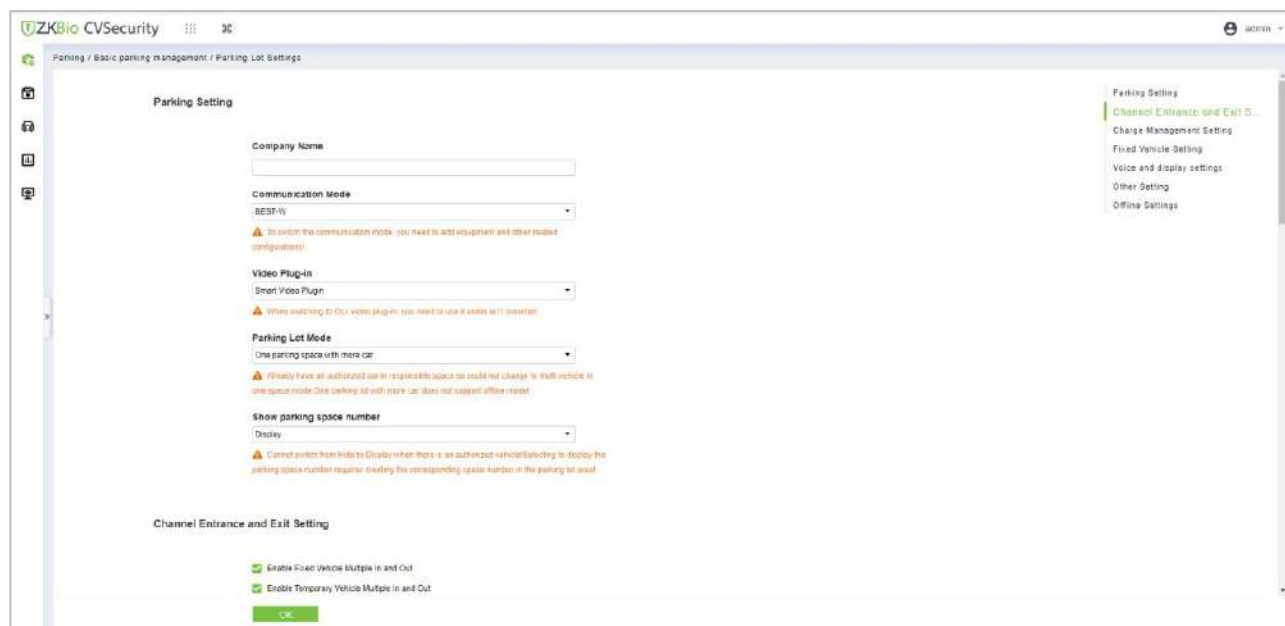 ZKBio CVSecurity
admin
Parking / Basic parking management / Parking Lot Settings
Parking Setting
Company Name
Communication Mode
BEST-W
To switch the communication mode, you need to add equipment and other related
configurations!
Video Plug-in
Smart Video Plugin
When switching to Ocx video plug-in, you need to use it under ie11 browser!
Parking Lot Mode
One parking space with more car
Already have an authorized car in responsible space so could not change to multi-vehicle in
one space mode.One parking lot with more car does not support offline mode!
Show parking space number
Display
Cannot switch from Hide to Display when there is an authorized vehicle!Selecting to display the
parking space number requires creating the corresponding space number in the parking lot area!
Channel Entrance and Exit Setting
Enable Fixed Vehicle Multiple In and Out
Enable Temporary Vehicle Multiple In and Out
OK
Parking Setting
Channel Entrance and Exit S...
Charge Management Setting
Fixed Vehicle Setting
Voice and display settings
Other Setting
Offline Settings